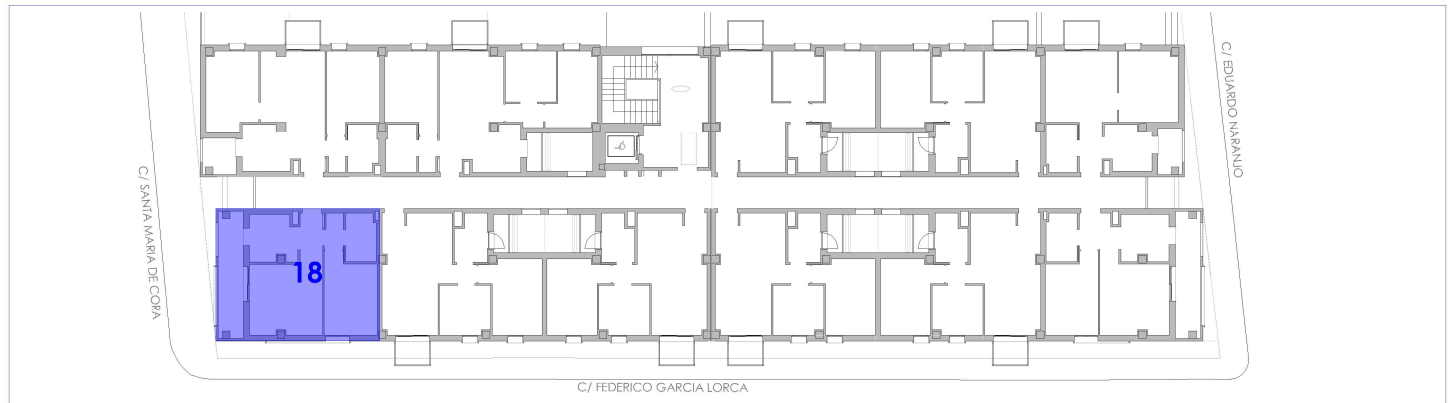 C/ EDUARDO NARANJO
C/ SANTA MARIA DE CORA
18
C/ FEDERICO GARCIA LORCA